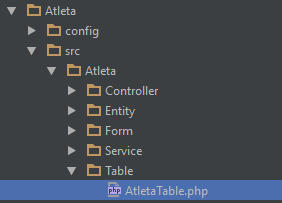 Atleta
config
src
Atleta
Controller
Entity
Form
Service
Table
php AtletaTable.php